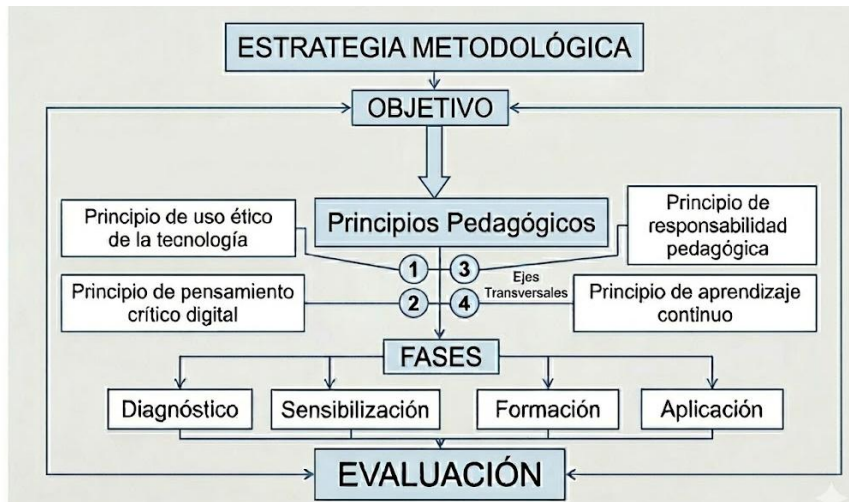 ESTRATEGIA METODOLÓGICA
OBJETIVO
Principios Pedagógicos
Principio de uso ético
de la tecnología
Principio de
responsabilidad
pedagógica
1
3
Ejes
Transversales
2
4
Principio de pensamiento
crítico digital
Principio de aprendizaje
continuo
FASES
Diagnóstico
Sensibilización
Formación
Aplicación
EVALUACIÓN